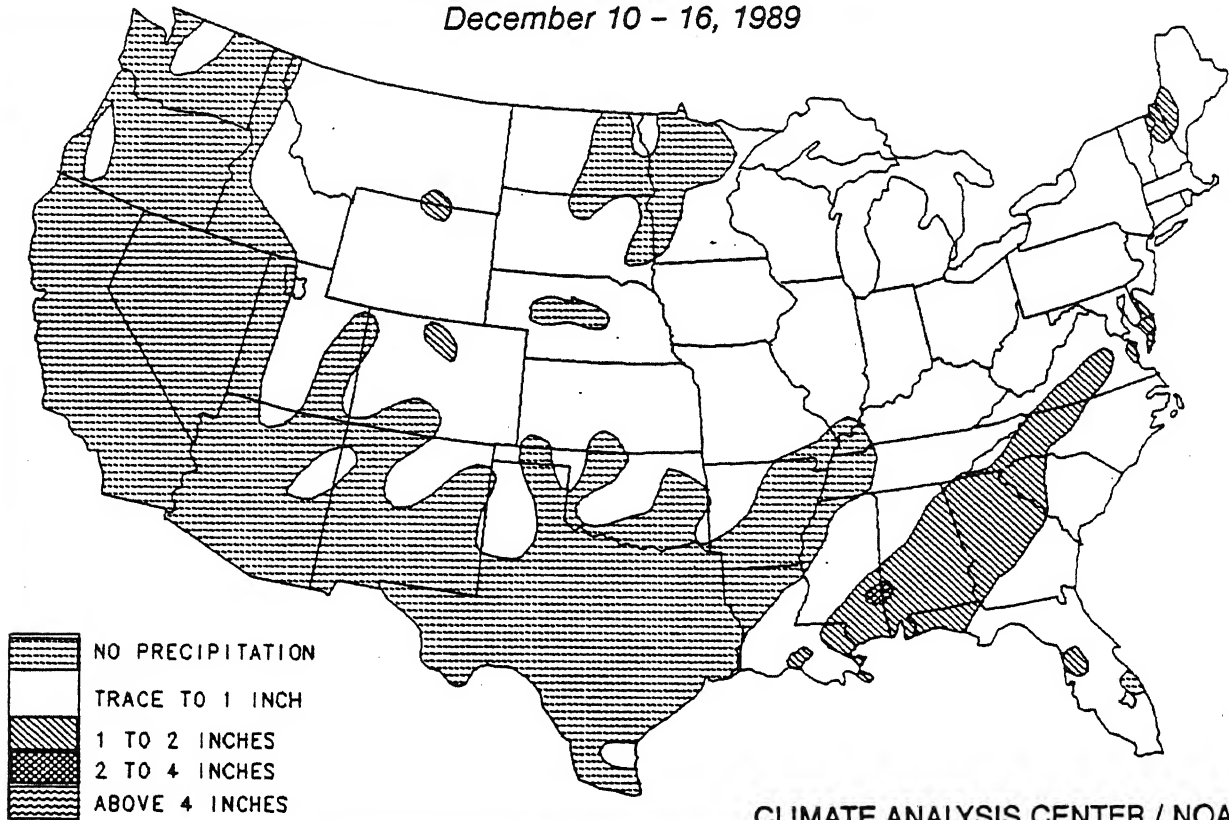 December 10 – 16, 1989
NO PRECIPITATION
TRACE TO 1 INCH
1 TO 2 INCHES
2 TO 4 INCHES
ABOVE 4 INCHES
CLIMATE ANALYSIS CENTER / NOA